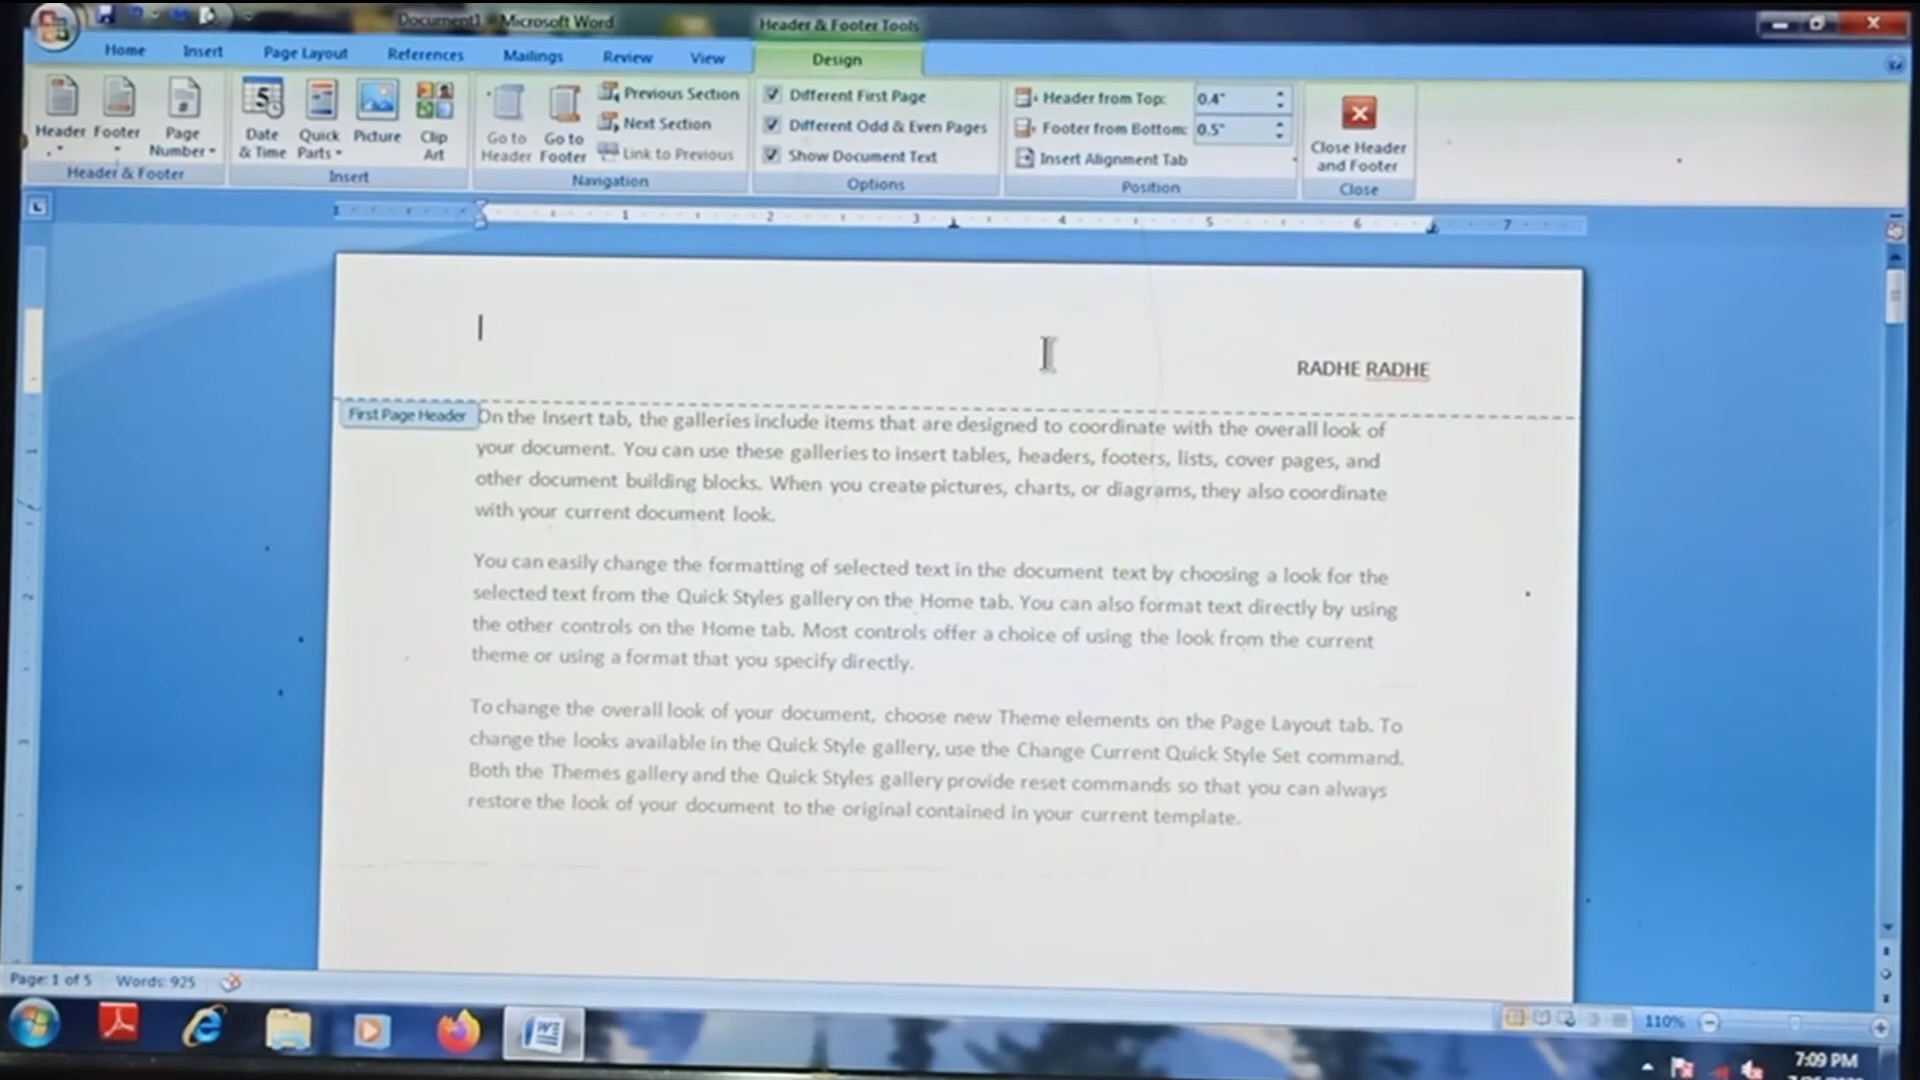 Document1 - Microsoft Word
Header & Footer Tools
Home Insert Page Layout References Mailings Review View Design
Header Footer Page Number
Header & Footer
Date & Time Quick Parts Picture Clip Art
Insert
Go to Header Go to Footer
Previous Section
Next Section
Link to Previous
Navigation
Different First Page
Different Odd & Even Pages
Show Document Text
Options
Header from Top: 0.4"
Footer from Bottom: 0.5"
Insert Alignment Tab
Position
Close Header and Footer
Close
1 1 2 3 4 5 6 7
RADHE RADHE
First Page Header
On the Insert tab, the galleries include items that are designed to coordinate with the overall look of
your document. You can use these galleries to insert tables, headers, footers, lists, cover pages, and
other document building blocks. When you create pictures, charts, or diagrams, they also coordinate
with your current document look.
You can easily change the formatting of selected text in the document text by choosing a look for the
selected text from the Quick Styles gallery on the Home tab. You can also format text directly by using
the other controls on the Home tab. Most controls offer a choice of using the look from the current
theme or using a format that you specify directly.
To change the overall look of your document, choose new Theme elements on the Page Layout tab. To
change the looks available in the Quick Style gallery, use the Change Current Quick Style Set command.
Both the Themes gallery and the Quick Styles gallery provide reset commands so that you can always
restore the look of your document to the original contained in your current template.
Page: 1 of 5 Words: 925
110%
7:09 PM